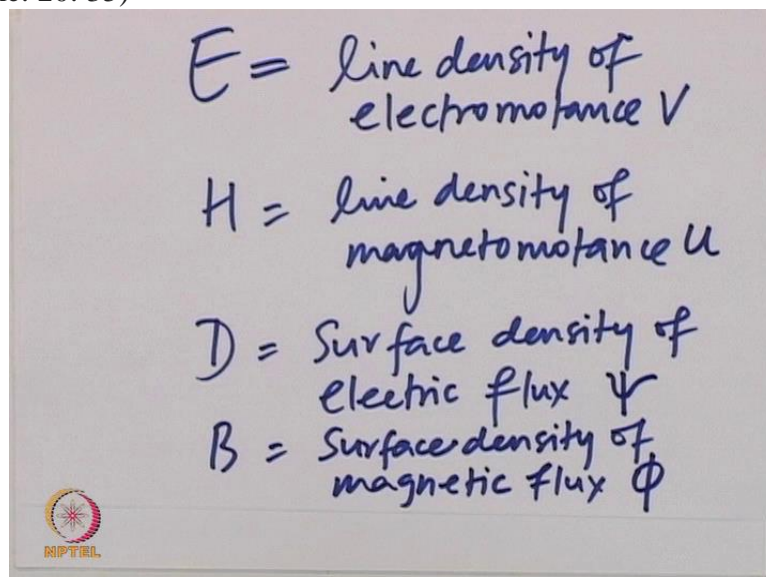 E = line density of
electromotance V
H = line density of
magnetomotance U
D = Surface density of
electric flux Ψ
B = Surface density of
magnetic flux Φ
NPTEL